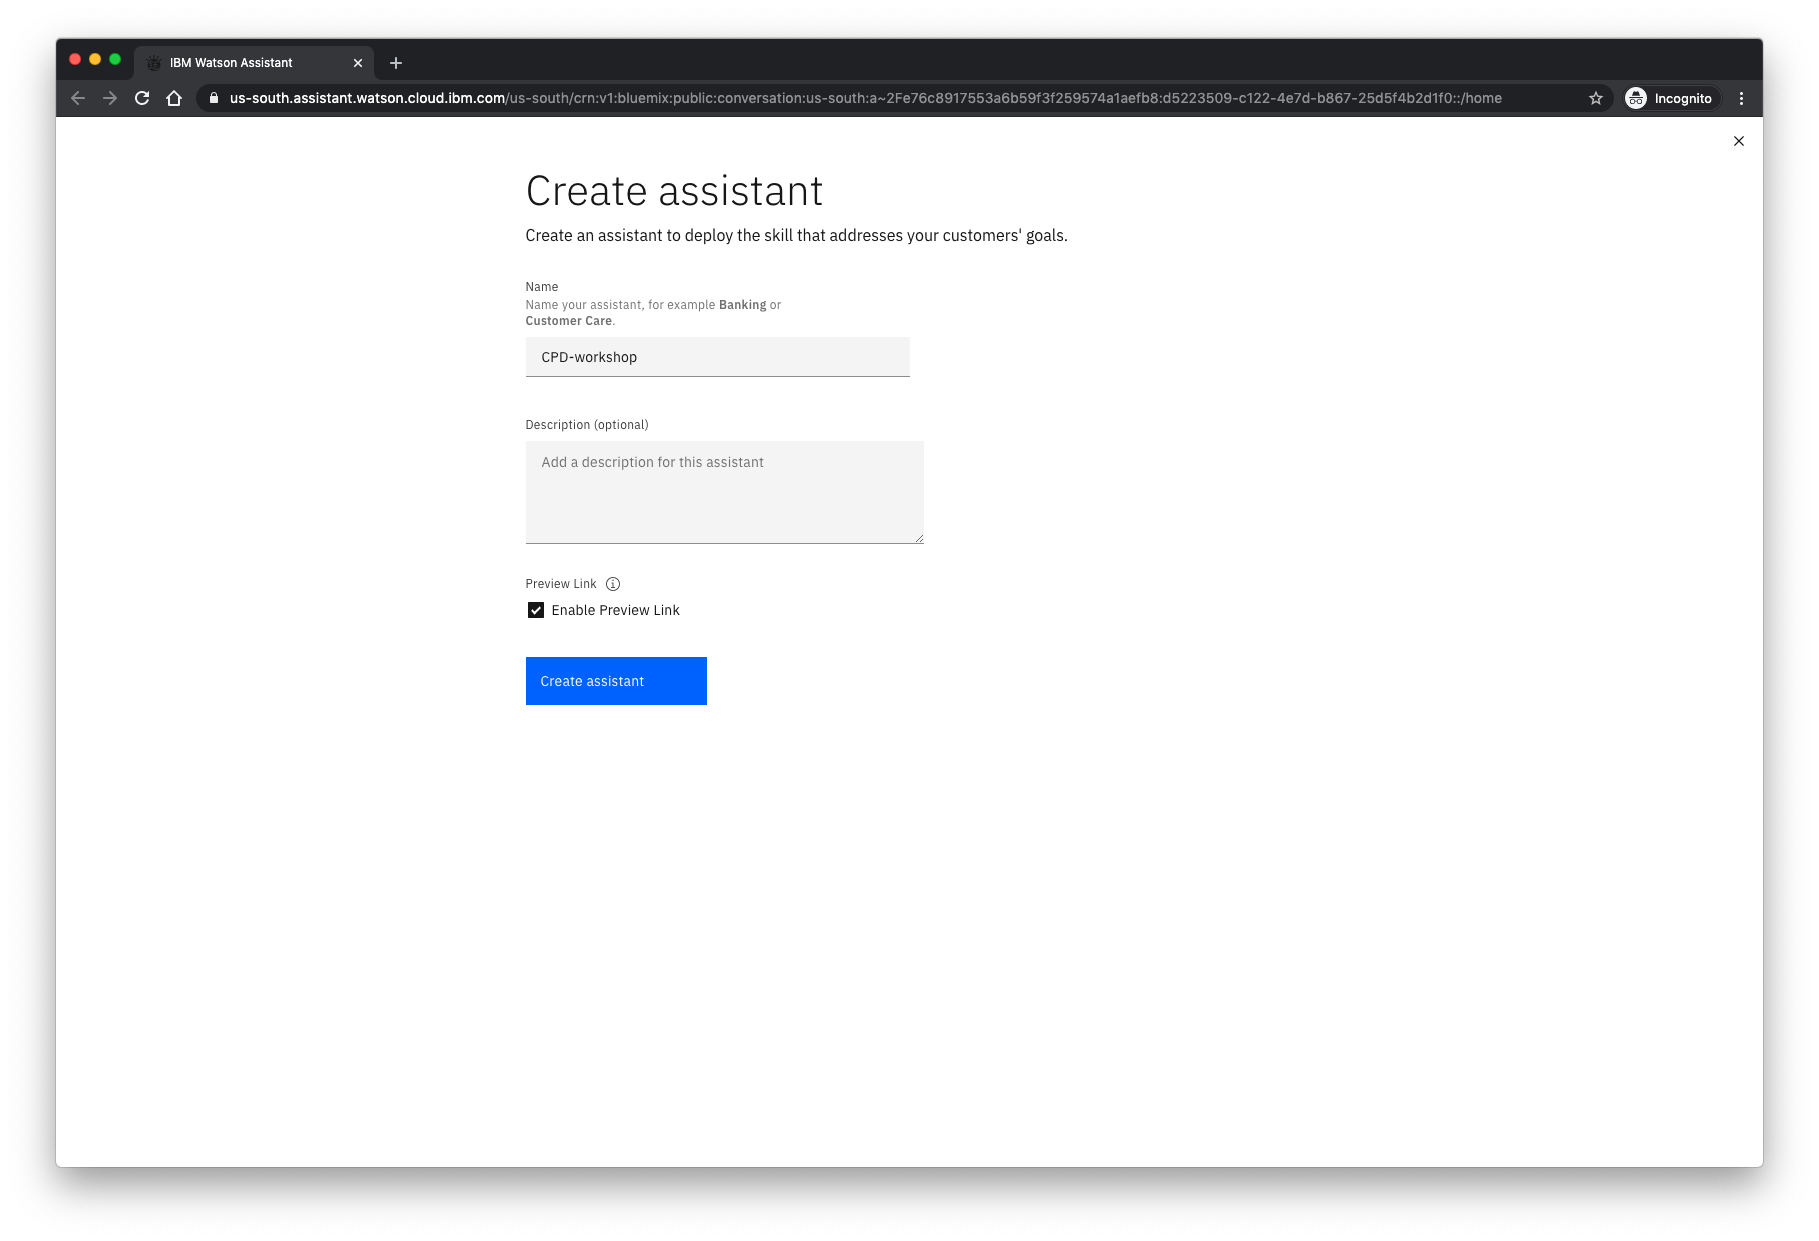 IBM Watson Assistant
us-south.assistant.watson.cloud.ibm.com/us-south/crn:v1:bluemix:public:conversation:us-south:a~2Fe76c8917553a6b59f3f259574a1aefb8:d5223509-c122-4e7d-b867-25d5f4b2d1f0::/home
Incognito
Create assistant
Create an assistant to deploy the skill that addresses your customers' goals.
Name
Name your assistant, for example Banking or
Customer Care.
CPD-workshop
Description (optional)
Add a description for this assistant
Preview Link
Enable Preview Link
Create assistant